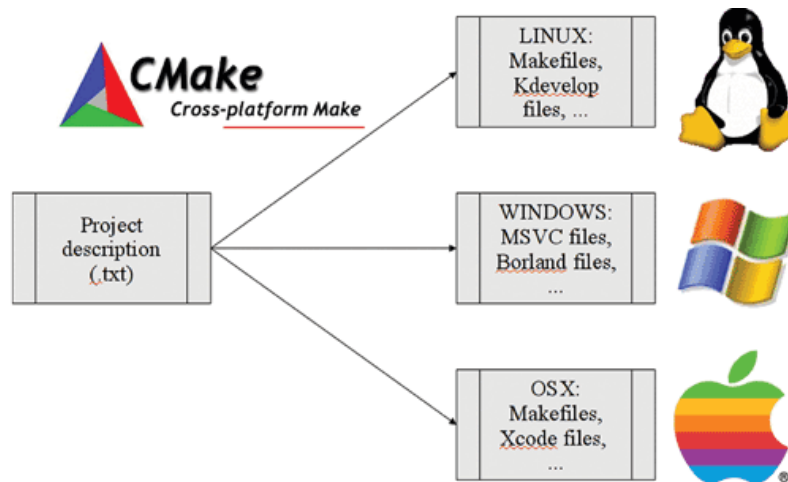 CMake
Cross-platform Make
Project
description
(.txt)
LINUX:
Makefiles,
Kdevelop
files, ...
WINDOWS:
MSVC files,
Borland files,
...
OSX:
Makefiles,
Xcode files,
...
®